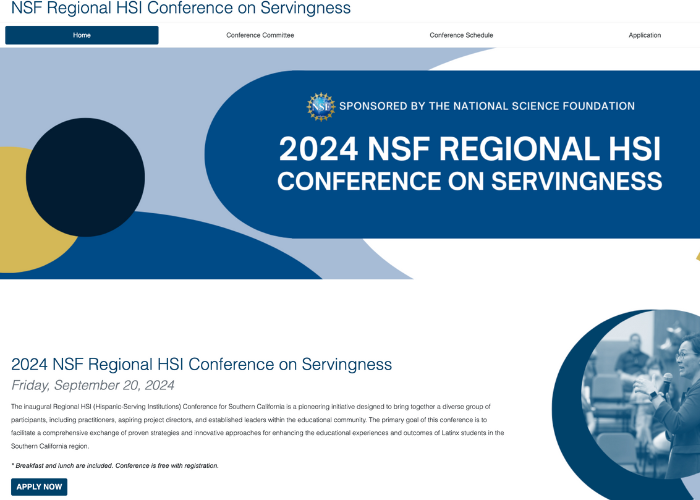 NSF Regional HSI Conference on Servingness
Home
Conference Committee
Conference Schedule
Application
NSF
SPONSORED BY THE NATIONAL SCIENCE FOUNDATION
2024 NSF REGIONAL HSI
CONFERENCE ON SERVINGNESS
2024 NSF Regional HSI Conference on Servingness
Friday, September 20, 2024
The inaugural Regional HSI (Hispanic-Serving Institutions) Conference for Southern California is a pioneering initiative designed to bring together a diverse group of
participants, including practitioners, aspiring project directors, and established leaders within the educational community. The primary goal of this conference is to
facilitate a comprehensive exchange of proven strategies and innovative approaches for enhancing the educational experiences and outcomes of Latinx students in the
Southern California region.
* Breakfast and lunch are included. Conference is free with registration.
APPLY NOW